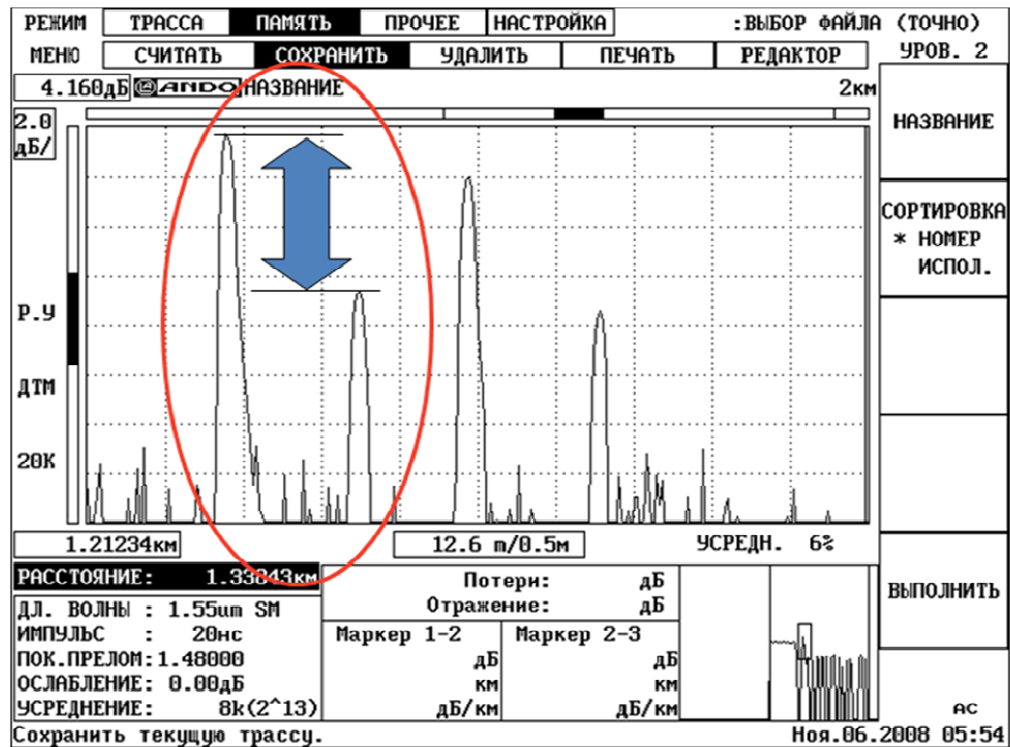 РЕЖИМ ТРАССА ПАМЯТЬ ПРОЧЕЕ НАСТРОЙКА :ВЫБОР ФАЙЛА (ТОЧНО)
МЕНЮ СЧИТАТЬ СОХРАНИТЬ УДАЛИТЬ ПЕЧАТЬ РЕДАКТОР УРОВ. 2
4.160дБ ANDO НАЗВАНИЕ 2км
2.0
дБ/
НАЗВАНИЕ
СОРТИРОВКА
* НОМЕР
ИСПОЛ.
Р.У
ДТМ
20К
1.21234км 12.6 m/0.5м УСРЕДН. 6%
РАССТОЯНИЕ: 1.33843км
ДЛ. ВОЛНЫ : 1.55um SM
ИМПУЛЬС : 20нс
ПОК.ПРЕЛОМ:1.48000
ОСЛАБЛЕНИЕ: 0.00дБ
УСРЕДНЕНИЕ: 8k(2^13)
Потери: дБ
Отражение: дБ
Маркер 1-2 Маркер 2-3
дБ дБ
км км
дБ/км дБ/км
ВЫПОЛНИТЬ
AC
Сохранить текущую трассу. Ноя.06.2008 05:54